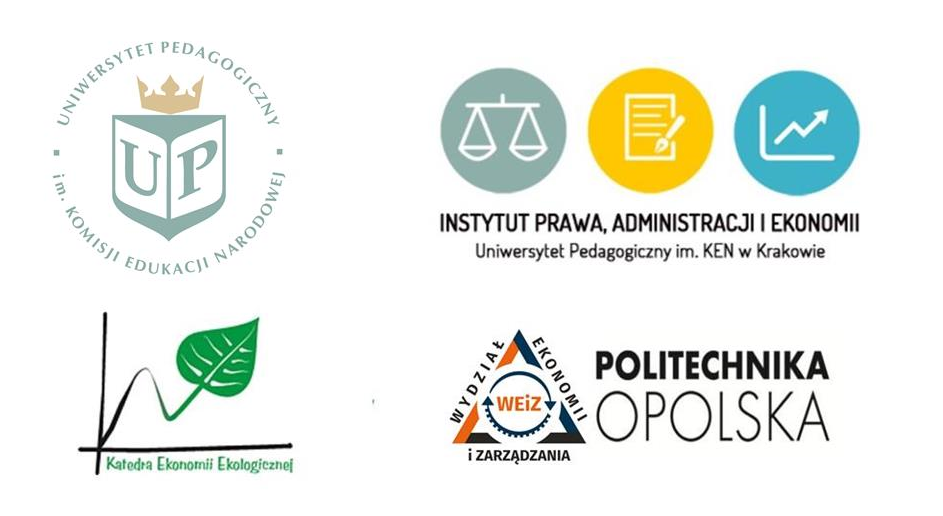 UNIWERSYTET PEDAGOGICZNY
im. KOMISJI EDUKACJI NARODOWEJ
UP
INSTYTUT PRAWA, ADMINISTRACJI I EKONOMII
Uniwersytet Pedagogiczny im. KEN w Krakowie
Katedra Ekonomii Ekologicznej
WYDZIAŁ EKONOMII
WEiZ
i ZARZĄDZANIA
POLITECHNIKA
OPOLSKA